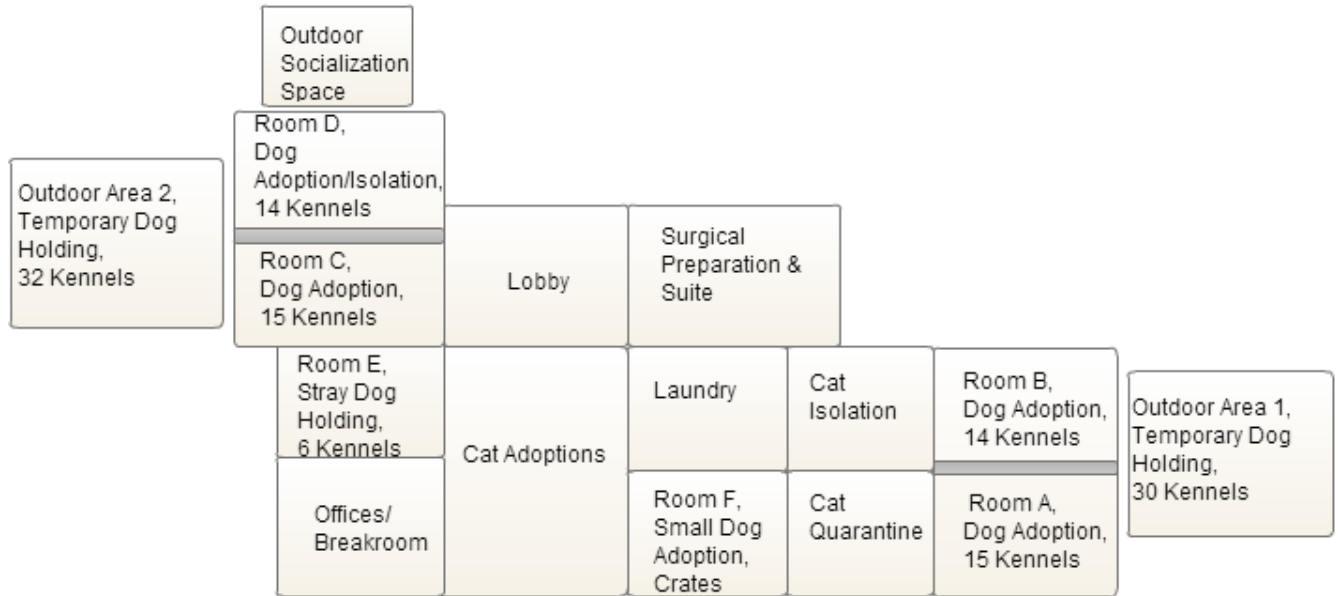 Outdoor
Socialization
Space
Room D,
Dog
Adoption/Isolation,
14 Kennels
Outdoor Area 2,
Temporary Dog
Holding,
32 Kennels
Room C,
Dog Adoption,
15 Kennels
Lobby
Surgical
Preparation &
Suite
Room E,
Stray Dog
Holding,
6 Kennels
Cat Adoptions
Laundry
Cat
Isolation
Room B,
Dog Adoption,
14 Kennels
Outdoor Area 1,
Temporary Dog
Holding,
30 Kennels
Offices/
Breakroom
Room F,
Small Dog
Adoption,
Crates
Cat
Quarantine
Room A,
Dog Adoption,
15 Kennels